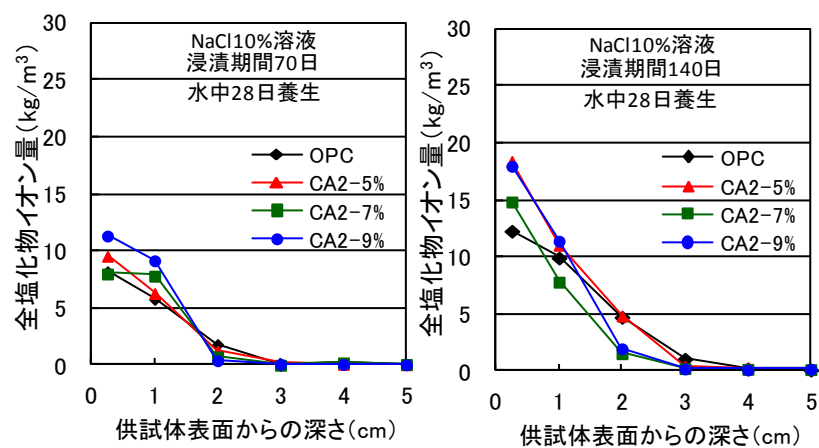 全塩化物イオン量(kg/m³)
30
25
20
15
10
5
0
NaCl10%溶液
浸漬期間70日
水中28日養生
OPC
CA2-5%
CA2-7%
CA2-9%
0 1 2 3 4 5
供試体表面からの深さ(cm)
全塩化物イオン量(kg/m³)
30
25
20
15
10
5
0
NaCl10%溶液
浸漬期間140日
水中28日養生
OPC
CA2-5%
CA2-7%
CA2-9%
0 1 2 3 4 5
供試体表面からの深さ(cm)